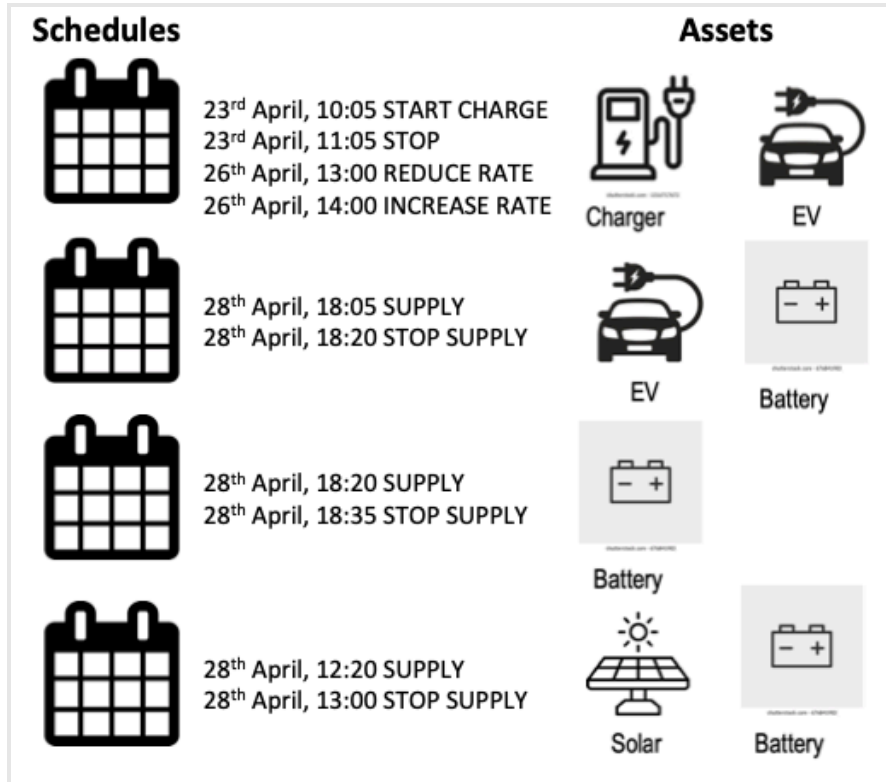 Schedules
Assets
23rd April, 10:05 START CHARGE
23rd April, 11:05 STOP
26th April, 13:00 REDUCE RATE
26th April, 14:00 INCREASE RATE
Charger
EV
28th April, 18:05 SUPPLY
28th April, 18:20 STOP SUPPLY
EV
Battery
28th April, 18:20 SUPPLY
28th April, 18:35 STOP SUPPLY
Battery
28th April, 12:20 SUPPLY
28th April, 13:00 STOP SUPPLY
Solar
Battery